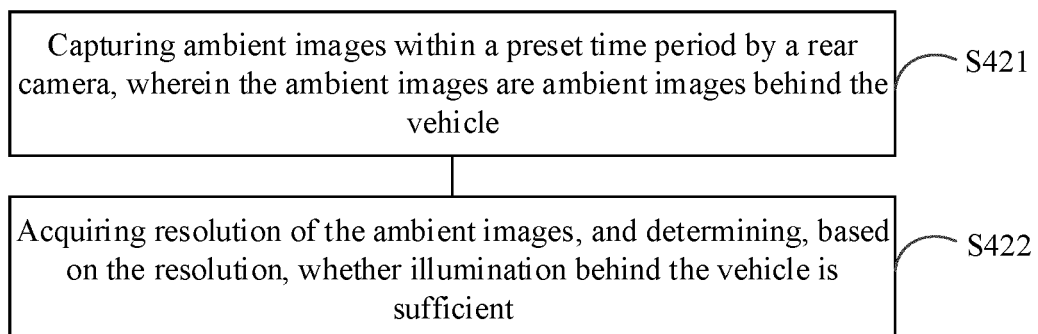 Capturing ambient images within a preset time period by a rear
camera, wherein the ambient images are ambient images behind the
vehicle
S421
Acquiring resolution of the ambient images, and determining, based
on the resolution, whether illumination behind the vehicle is
sufficient
S422